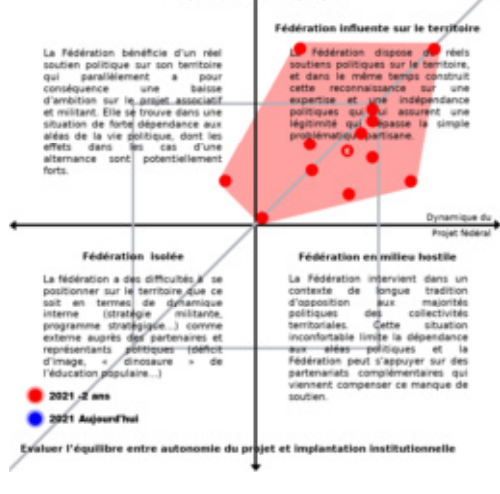 Fédération influente sur le territoire
La Fédération bénéficie d'un réel
soutien politique sur son territoire
qui parallèlement a pour
conséquence une baisse
d'ambition sur le projet associatif
et militant. Elle se trouve dans une
situation de forte dépendance aux
aléas de la vie politique, dont les
effets dans les cas d'une
alternance sont potentiellement
forts.
La Fédération dispose de réels
soutiens politiques sur le territoire,
et dans le même temps construit
cette reconnaissance sur une
expertise et une indépendance
politiques qui lui assurent une
légitimité qui dépasse la simple
problématique partisane.
Dynamique du
Projet fédéral
Fédération isolée
La fédération a des difficultés à se
positionner sur le territoire que ce
soit en termes de dynamique
interne (stratégie militante,
programme stratégique...) comme
externe auprès des partenaires et
représentants politiques (déficit
d'image, « dinosaure » de
l'éducation populaire...)
Fédération en milieu hostile
La Fédération intervient dans un
contexte de longue tradition
d'opposition aux majorités
politiques des collectivités
territoriales. Cette situation
inconfortable limite la dépendance
aux aléas politiques et la
Fédération peut s'appuyer sur des
partenariats complémentaires qui
viennent compenser ce manque de
soutien.
2021 -2 ans
2021 Aujourd'hui
Evaluer l'équilibre entre autonomie du projet et implantation institutionnelle